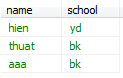 name school
hien yd
thuat bk
aaa bk